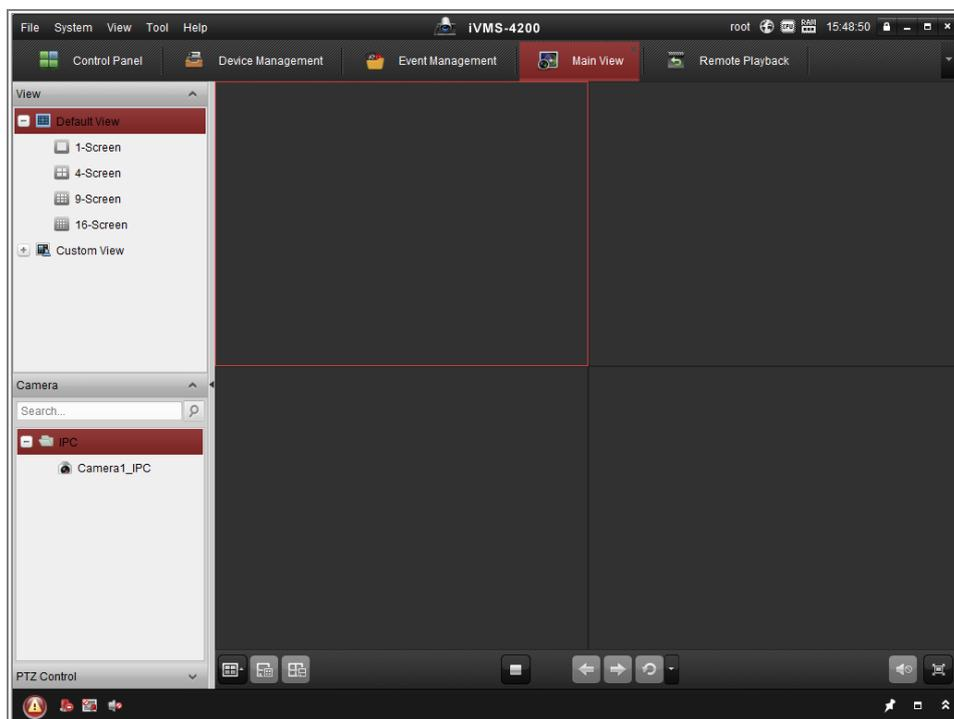 File System View Tool Help iVMS-4200 root CPU RAM 15:48:50
Control Panel Device Management Event Management Main View Remote Playback
View
Default View
1-Screen
4-Screen
9-Screen
16-Screen
Custom View
Camera
Search...
IPC
Camera1_IPC
PTZ Control